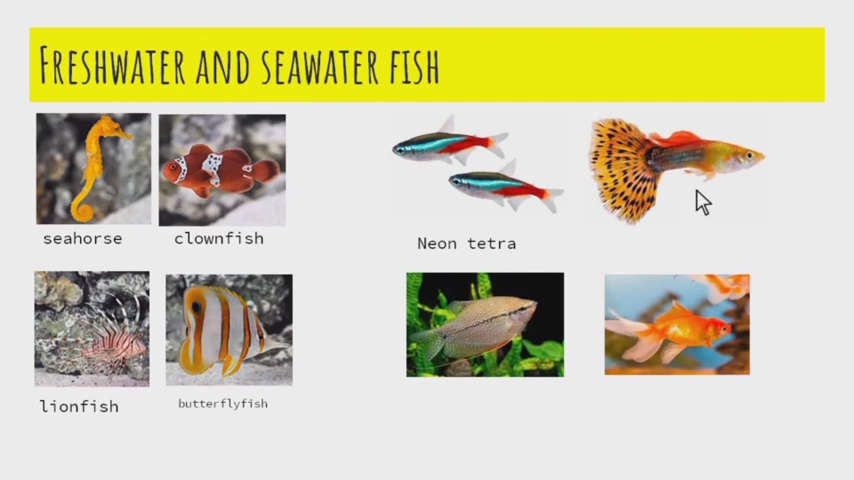 Freshwater and seawater fish
seahorse
clownfish
Neon tetra
lionfish
butterflyfish